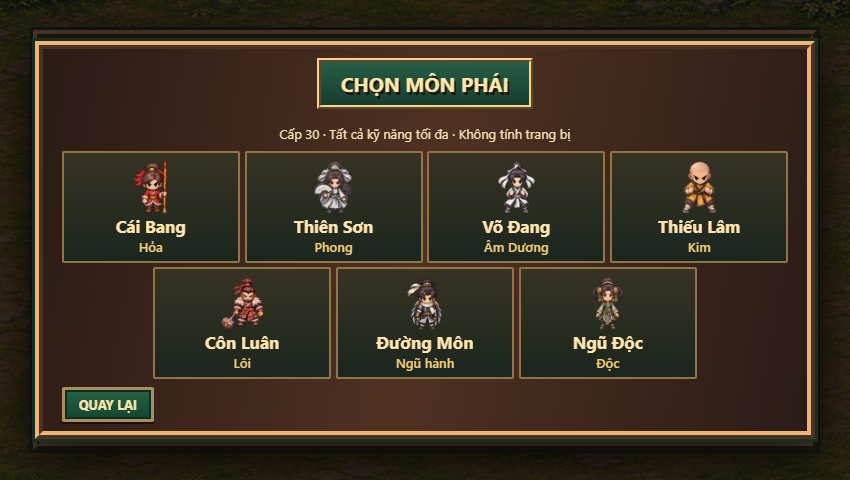 CHỌN MÔN PHÁI
Cấp 30 · Tất cả kỹ năng tối đa · Không tính trang bị
Cái Bang
Hỏa
Thiên Sơn
Phong
Võ Đang
Âm Dương
Thiếu Lâm
Kim
Côn Luân
Lôi
Đường Môn
Ngũ hành
Ngũ Độc
Độc
QUAY LẠI